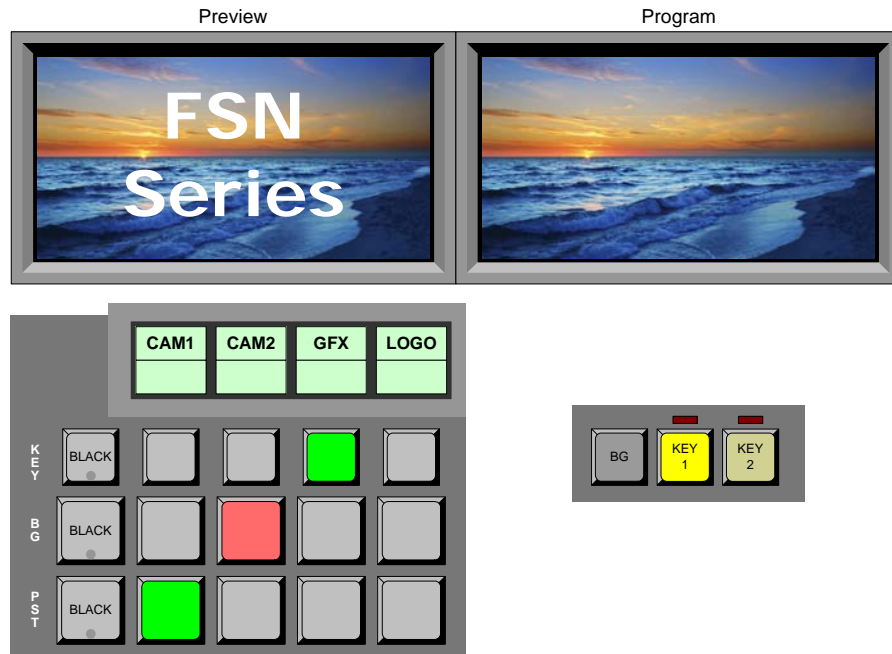 Preview
Program
FSN
Series
CAM1 CAM2 GFX LOGO
KEY
BLACK
BG
BLACK
PST
BLACK
BG
KEY
1
KEY
2